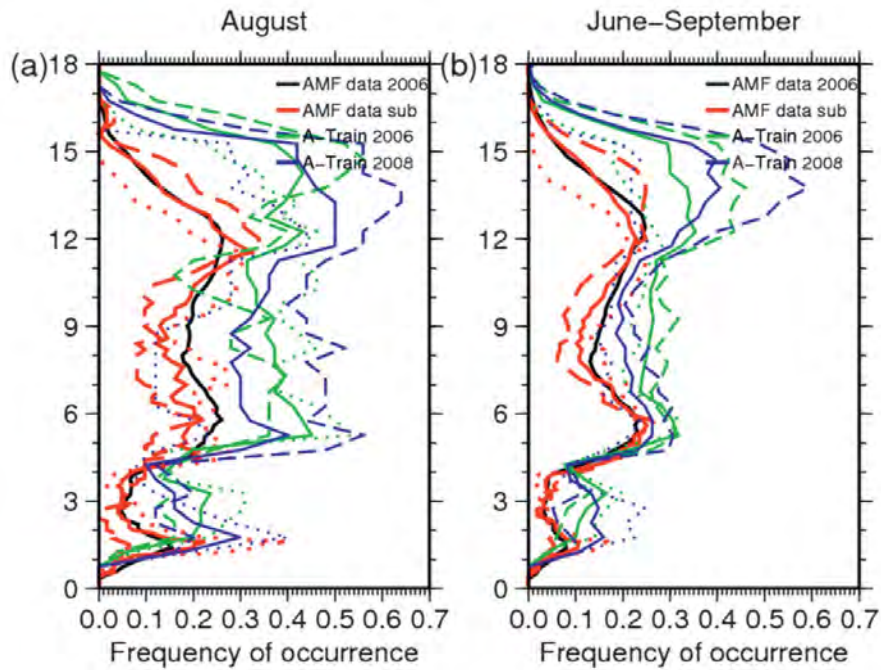 August
June−September
(a)
(b)
18
15
12
9
6
3
0
AMF data 2006
AMF data sub
A−Train 2006
A−Train 2008
0.0 0.1 0.2 0.3 0.4 0.5 0.6 0.7
Frequency of occurrence
18
15
12
9
6
3
0
AMF data 2006
AMF data sub
A−Train 2006
A−Train 2008
0.0 0.1 0.2 0.3 0.4 0.5 0.6 0.7
Frequency of occurrence